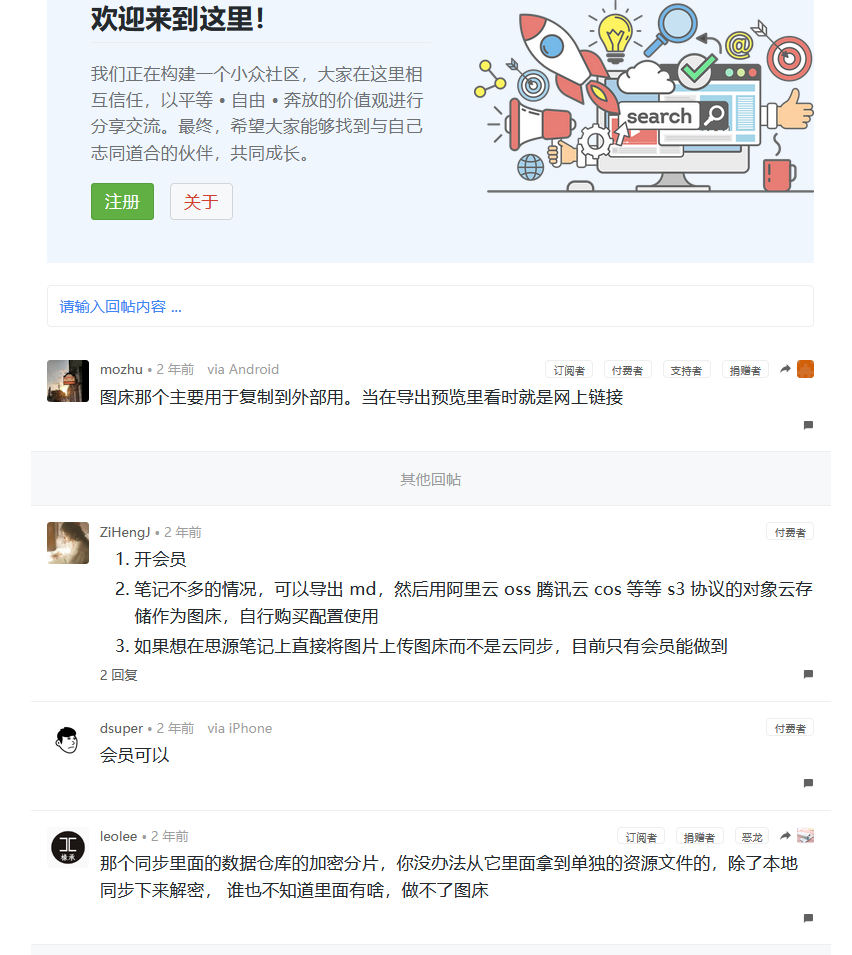 欢迎来到这里！
我们正在构建一个小众社区，大家在这里相
互信任，以平等 • 自由 • 奔放的价值观进行
分享交流。最终，希望大家能够找到与自己
志同道合的伙伴，共同成长。
注册 关于
search
请输入回帖内容 ...
mozhu • 2 年前 via Android 订阅者 付费者 支持者 捐赠者
图床那个主要用于复制到外部用。当在导出预览里看时就是网上链接
其他回帖
ZiHengJ • 2 年前 付费者
1. 开会员
2. 笔记不多的情况，可以导出 md，然后用阿里云 oss 腾讯云 cos 等等 s3 协议的对象云存
储作为图床，自行购买配置使用
3. 如果想在思源笔记上直接将图片上传图床而不是云同步，目前只有会员能做到
2 回复
dsuper • 2 年前 via iPhone 付费者
会员可以
leolee • 2 年前 订阅者 捐赠者 恶龙
那个同步里面的数据仓库的加密分片，你没办法从它里面拿到单独的资源文件的，除了本地
同步下来解密， 谁也不知道里面有啥，做不了图床